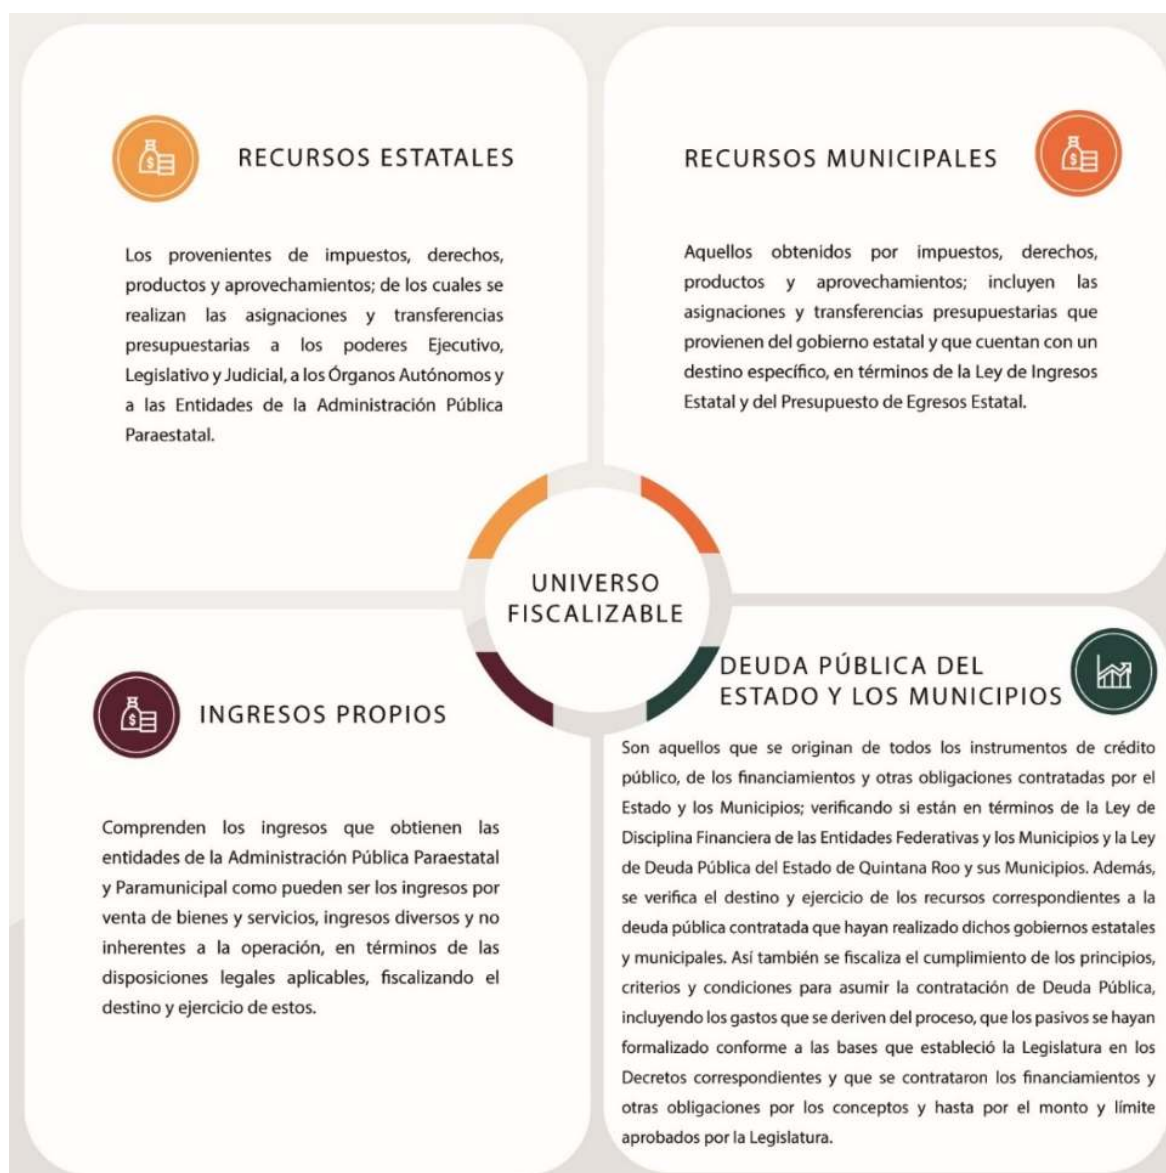 RECURSOS ESTATALES
Los provenientes de impuestos, derechos,
productos y aprovechamientos; de los cuales se
realizan las asignaciones y transferencias
presupuestarias a los poderes Ejecutivo,
Legislativo y Judicial, a los Órganos Autónomos y
a las Entidades de la Administración Pública
Paraestatal.
RECURSOS MUNICIPALES
Aquellos obtenidos por impuestos, derechos,
productos y aprovechamientos; incluyen las
asignaciones y transferencias presupuestarias que
provienen del gobierno estatal y que cuentan con un
destino específico, en términos de la Ley de Ingresos
Estatal y del Presupuesto de Egresos Estatal.
UNIVERSO
FISCALIZABLE
INGRESOS PROPIOS
Comprenden los ingresos que obtienen las
entidades de la Administración Pública Paraestatal
y Paramunicipal como pueden ser los ingresos por
venta de bienes y servicios, ingresos diversos y no
inherentes a la operación, en términos de las
disposiciones legales aplicables, fiscalizando el
destino y ejercicio de estos.
DEUDA PÚBLICA DEL
ESTADO Y LOS MUNICIPIOS
Son aquellos que se originan de todos los instrumentos de crédito
público, de los financiamientos y otras obligaciones contratadas por el
Estado y los Municipios; verificando si están en términos de la Ley de
Disciplina Financiera de las Entidades Federativas y los Municipios y la Ley
de Deuda Pública del Estado de Quintana Roo y sus Municipios. Además,
se verifica el destino y ejercicio de los recursos correspondientes a la
deuda pública contratada que hayan realizado dichos gobiernos estatales
y municipales. Así también se fiscaliza el cumplimiento de los principios,
criterios y condiciones para asumir la contratación de Deuda Pública,
incluyendo los gastos que se deriven del proceso, que los pasivos se hayan
formalizado conforme a las bases que estableció la Legislatura en los
Decretos correspondientes y que se contrataron los financiamientos y
otras obligaciones por los conceptos y hasta por el monto y límite
aprobados por la Legislatura.